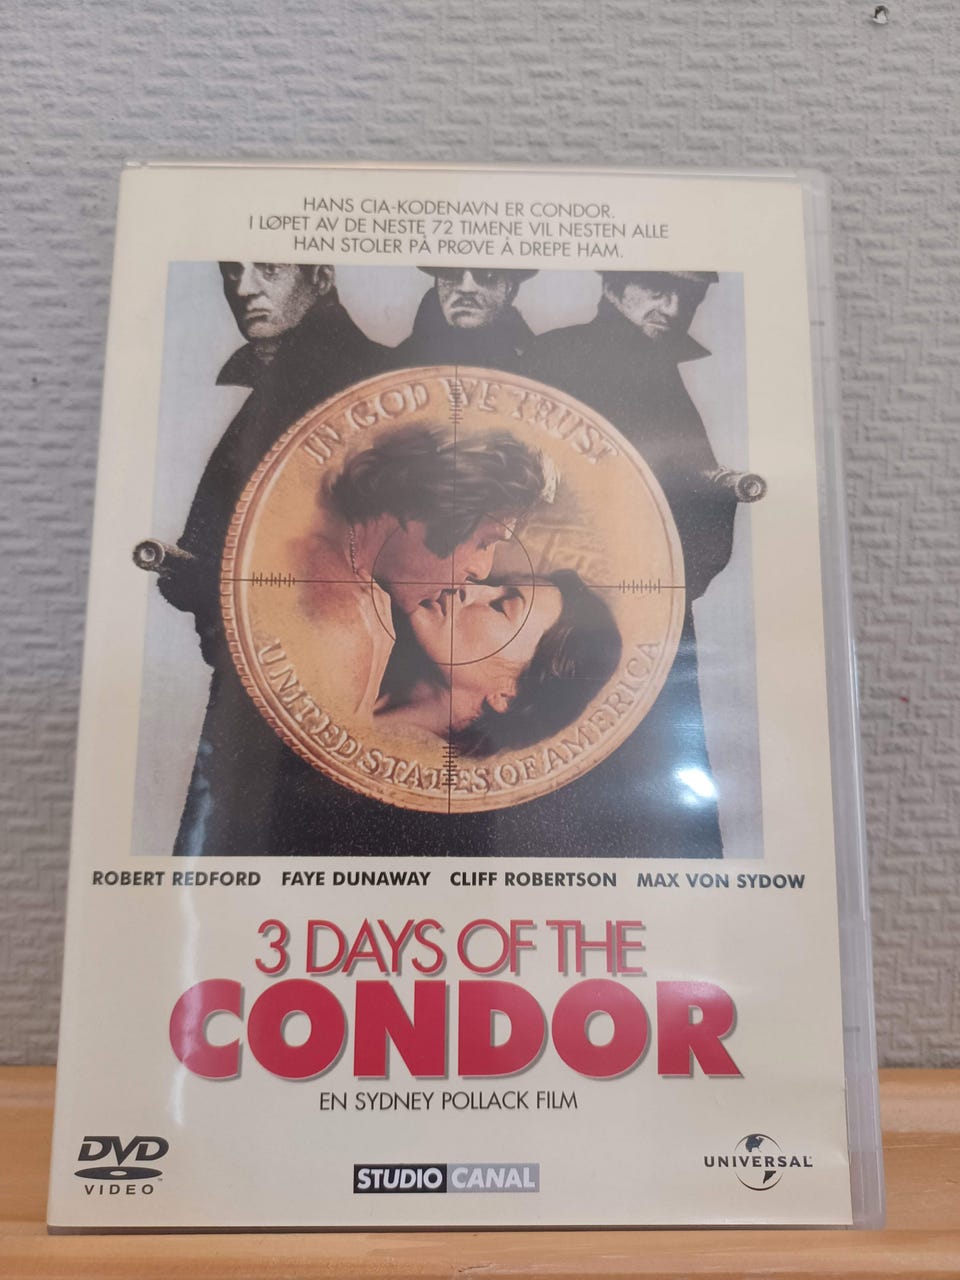 HANS CIA-KODENAVN ER CONDOR.
I LØPET AV DE NESTE 72 TIMENE VIL NESTEN ALLE
HAN STOLER PÅ PRØVE Å DREPE HAM.
IN GOD WE TRUST
UNITED STATES OF AMERICA
ROBERT REDFORD FAYE DUNAWAY CLIFF ROBERTSON MAX VON SYDOW
3 DAYS OF THE
CONDOR
EN SYDNEY POLLACK FILM
DVD
VIDEO
STUDIO CANAL
UNIVERSAL